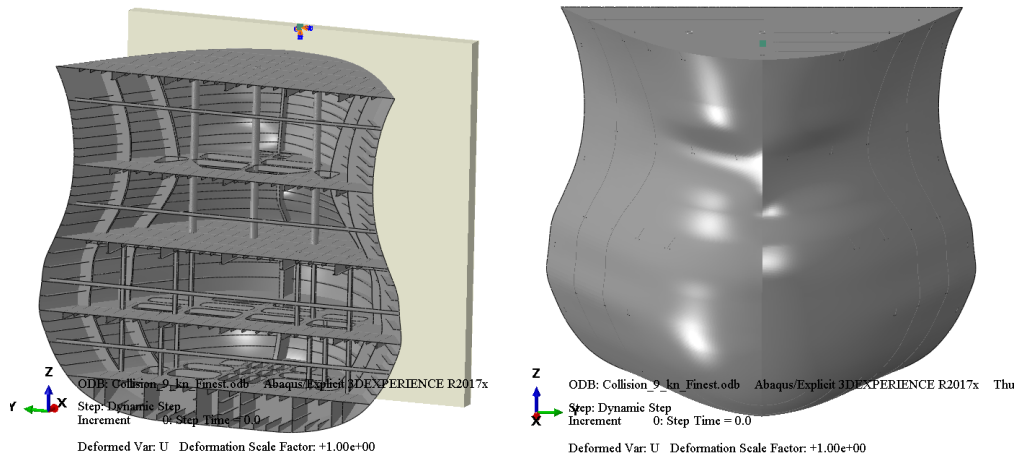 Z
Y
X
ODB: Collision_9_kn_Finest.odb Abaqus/Explicit 3DEXPERIENCE R2017x
Step: Dynamic Step
Increment 0: Step Time = 0.0
Deformed Var: U Deformation Scale Factor: +1.00e+00
Z
Y
X
ODB: Collision_9_kn_Finest.odb Abaqus/Explicit 3DEXPERIENCE R2017x Thu
Step: Dynamic Step
Increment 0: Step Time = 0.0
Deformed Var: U Deformation Scale Factor: +1.00e+00